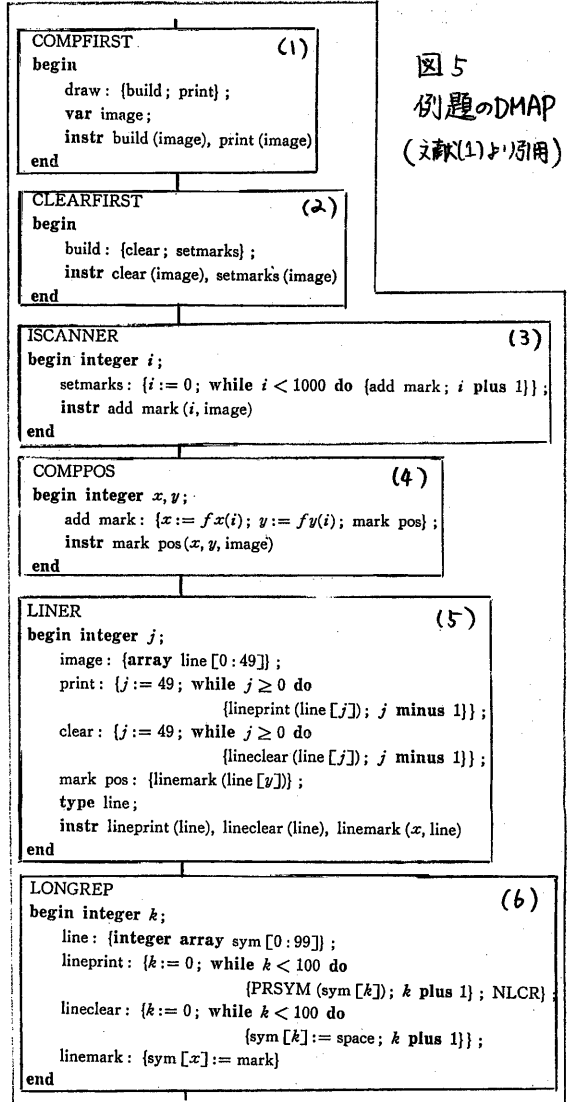 COMPFIRST (1)
begin
draw: {build; print};
var image;
instr build (image), print (image)
end
図5
例題のDMAP
(文献(1)より引用)
CLEARFIRST (2)
begin
build: {clear; setmarks};
instr clear (image), setmarks (image)
end
ISCANNER (3)
begin integer i;
setmarks: {i := 0; while i < 1000 do {add mark; i plus 1}};
instr add mark (i, image)
end
COMPPOS (4)
begin integer x, y;
add mark: {x := fx(i); y := fy(i); mark pos};
instr mark pos (x, y, image)
end
LINER (5)
begin integer j;
image: {array line [0 : 49]};
print: {j := 49; while j ≥ 0 do
{lineprint (line [j]); j minus 1}};
clear: {j := 49; while j ≥ 0 do
{lineclear (line [j]); j minus 1}};
mark pos: {linemark (line [y])};
type line;
instr lineprint (line), lineclear (line), linemark (x, line)
end
LONGREP (6)
begin integer k;
line: {integer array sym [0 : 99]};
lineprint: {k := 0; while k < 100 do
{PRSYM (sym [k]); k plus 1}; NLCR};
lineclear: {k := 0; while k < 100 do
{sym [k] := space; k plus 1}};
linemark: {sym [x] := mark}
end